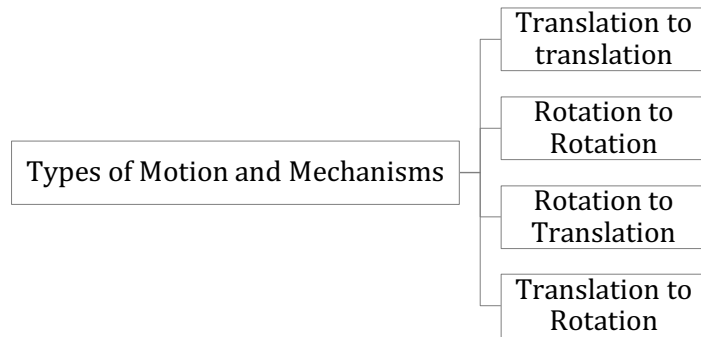 Types of Motion and Mechanisms
Translation to
translation
Rotation to
Rotation
Rotation to
Translation
Translation to
Rotation